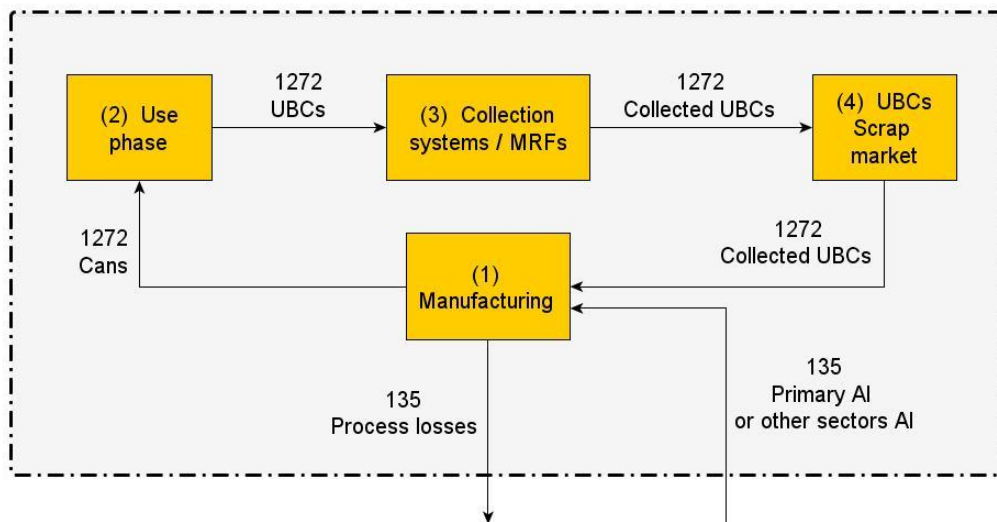 1272
UBCs
1272
Collected UBCs
(2) Use
phase
(3) Collection
systems / MRFs
(4) UBCs
Scrap
market
1272
Cans
(1)
Manufacturing
1272
Collected UBCs
135
Process losses
135
Primary Al
or other sectors Al